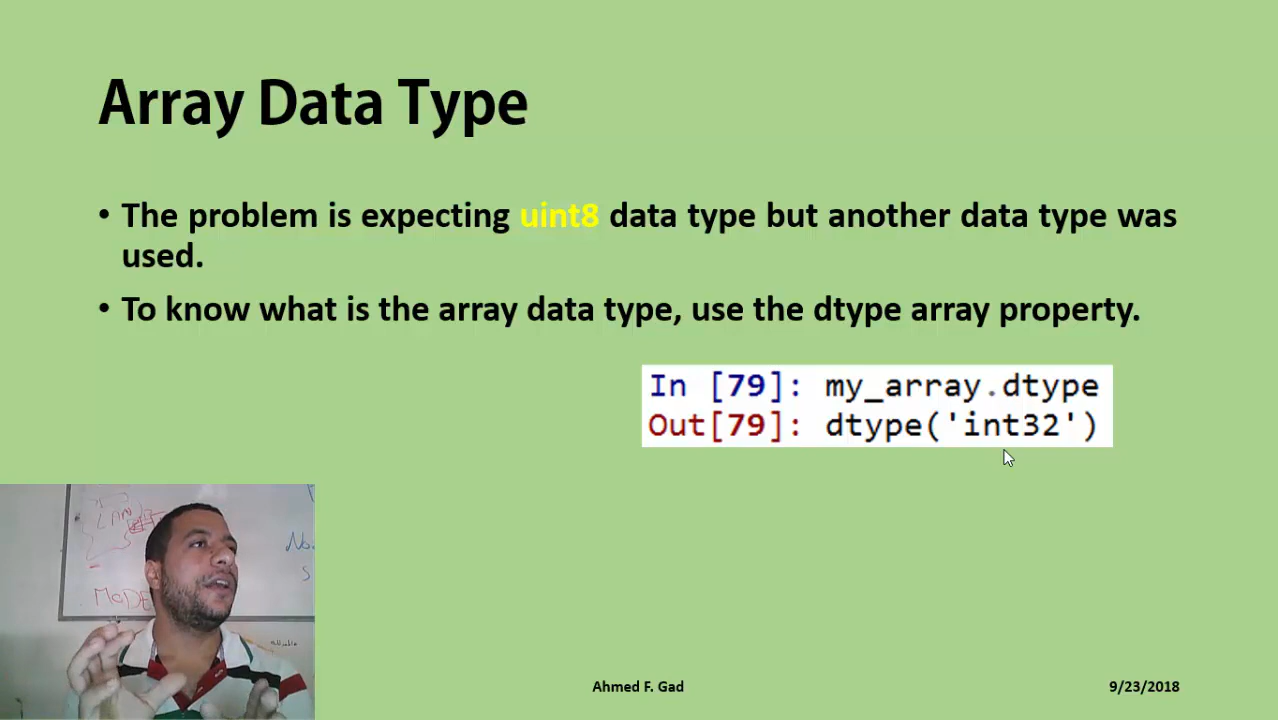 Array Data Type
• The problem is expecting uint8 data type but another data type was
used.
• To know what is the array data type, use the dtype array property.
In [79]: my_array.dtype
Out[79]: dtype('int32')
No.
S
MODE
Ahmed F. Gad
9/23/2018